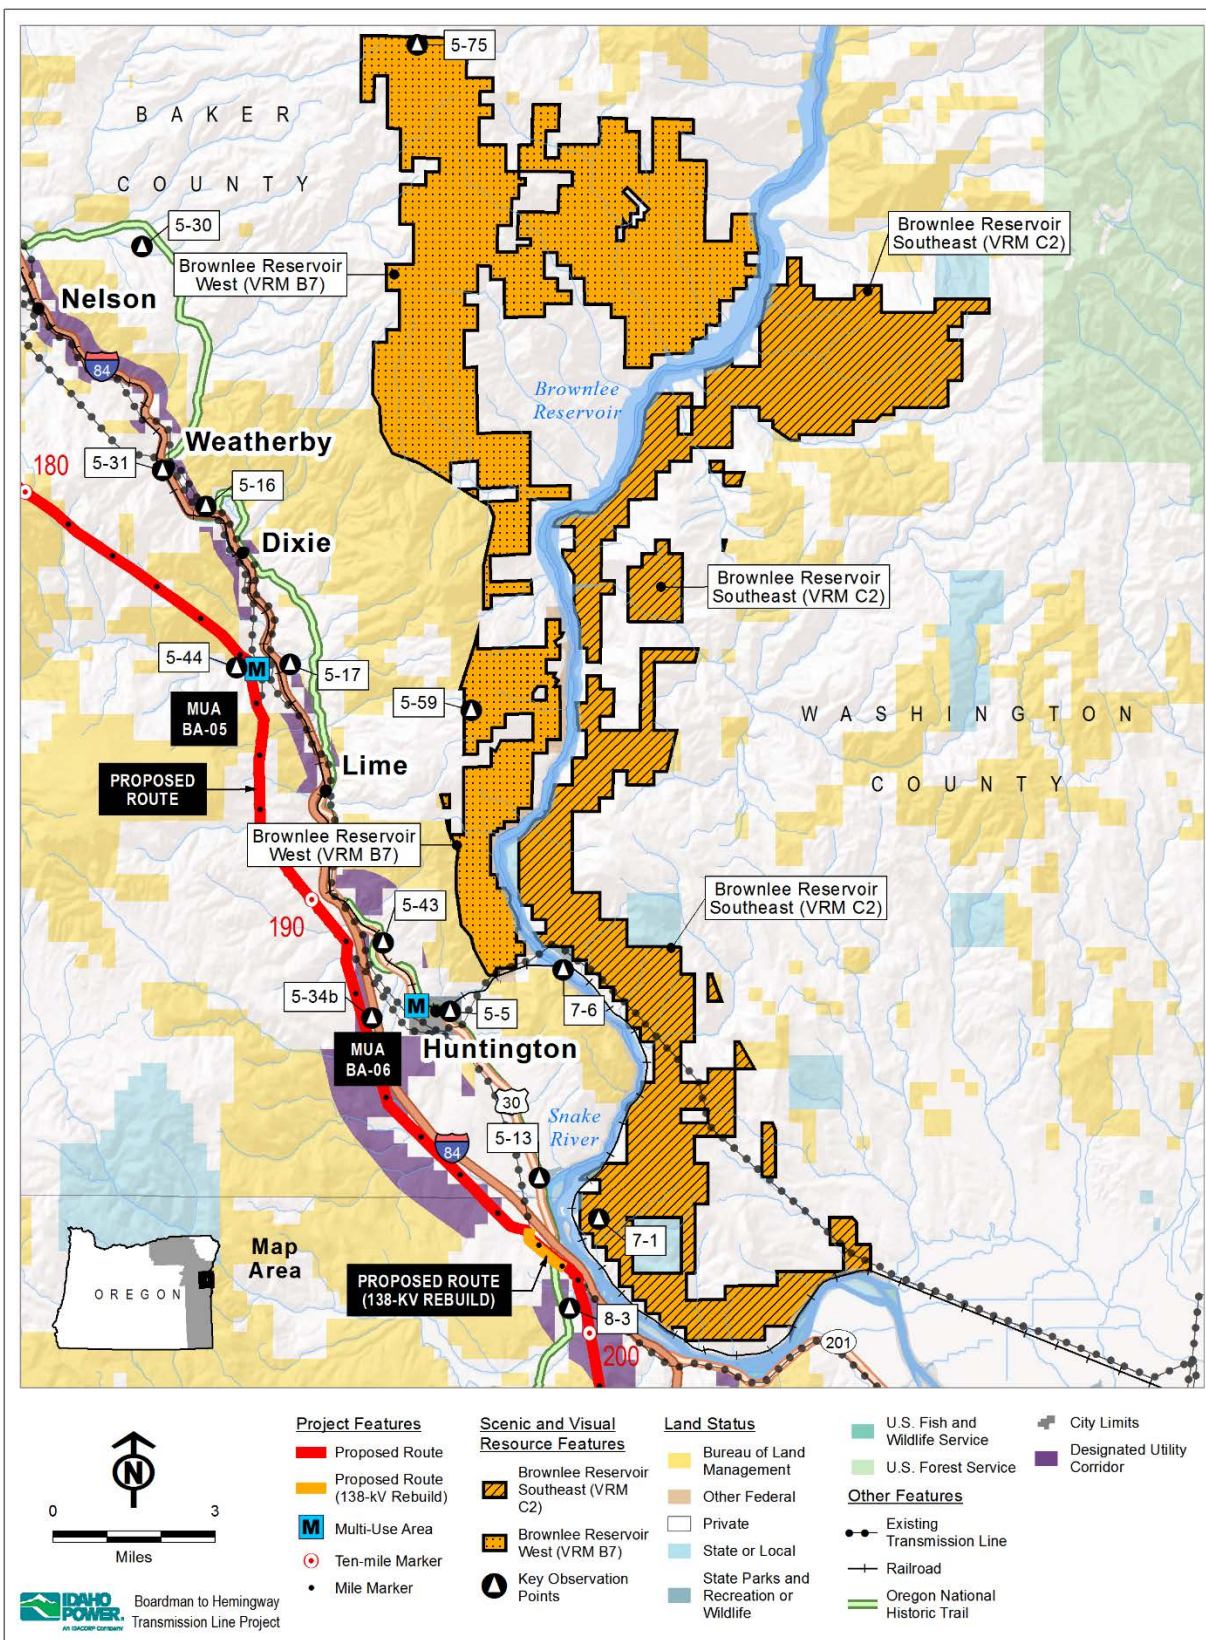 5-75
BAKER
COUNTY
5-30
Brownlee Reservoir
Southeast (VRM C2)
Brownlee Reservoir
West (VRM B7)
Nelson
84
Brownlee
Reservoir
Weatherby
180
5-31
5-16
Dixie
Brownlee Reservoir
Southeast (VRM C2)
5-44
M
5-17
MUA
BA-05
5-59
WASHINGTON
COUNTY
Lime
PROPOSED
ROUTE
Brownlee Reservoir
West (VRM B7)
Brownlee Reservoir
Southeast (VRM C2)
190
5-43
5-34b
M
5-5
7-6
MUA
BA-06
Huntington
30
Snake
River
5-13
84
7-1
Map
Area
OREGON
PROPOSED ROUTE
(138-KV REBUILD)
8-3
200
201
N
0 3
Miles
IDAHO
POWER.
An IDACORP Company
Boardman to Hemingway
Transmission Line Project
Project Features
Proposed Route
Proposed Route
(138-kV Rebuild)
M
Multi-Use Area
Ten-mile Marker
Mile Marker
Scenic and Visual
Resource Features
Brownlee Reservoir
Southeast (VRM
C2)
Brownlee Reservoir
West (VRM B7)
Key Observation
Points
Land Status
Bureau of Land
Management
Other Federal
Private
State or Local
State Parks and
Recreation or
Wildlife
U.S. Fish and
Wildlife Service
U.S. Forest Service
Other Features
Existing
Transmission Line
Railroad
Oregon National
Historic Trail
City Limits
Designated Utility
Corridor